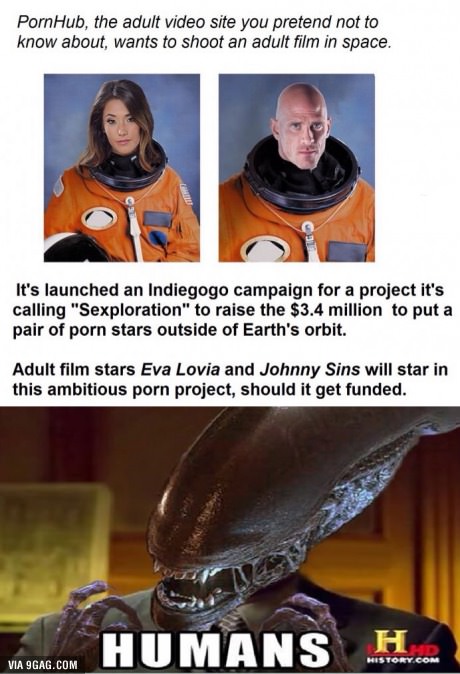 PornHub, the adult video site you pretend not to
know about, wants to shoot an adult film in space.
It's launched an Indiegogo campaign for a project it's
calling "Sexploration" to raise the $3.4 million to put a
pair of porn stars outside of Earth's orbit.
Adult film stars Eva Lovia and Johnny Sins will star in
this ambitious porn project, should it get funded.
HUMANS
H HD
HISTORY.COM
VIA 9GAG.COM